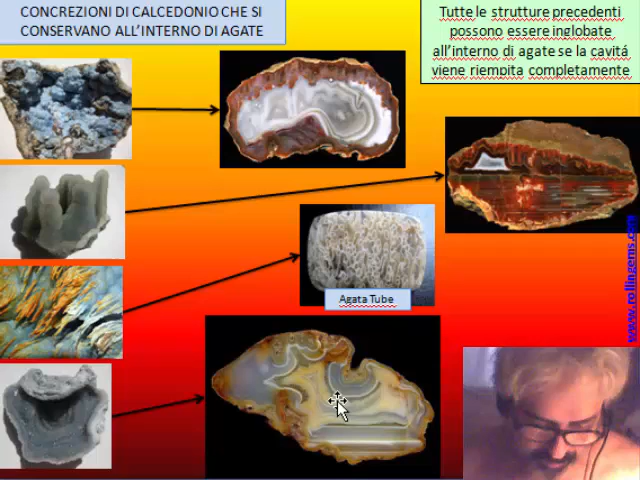 CONCREZIONI DI CALCEDONIO CHE SI
CONSERVANO ALL'INTERNO DI AGATE
Tutte le strutture precedenti
possono essere inglobate
all'interno di agate se la cavitá
viene riempita completamente
Agata Tube
www.rollingems.com